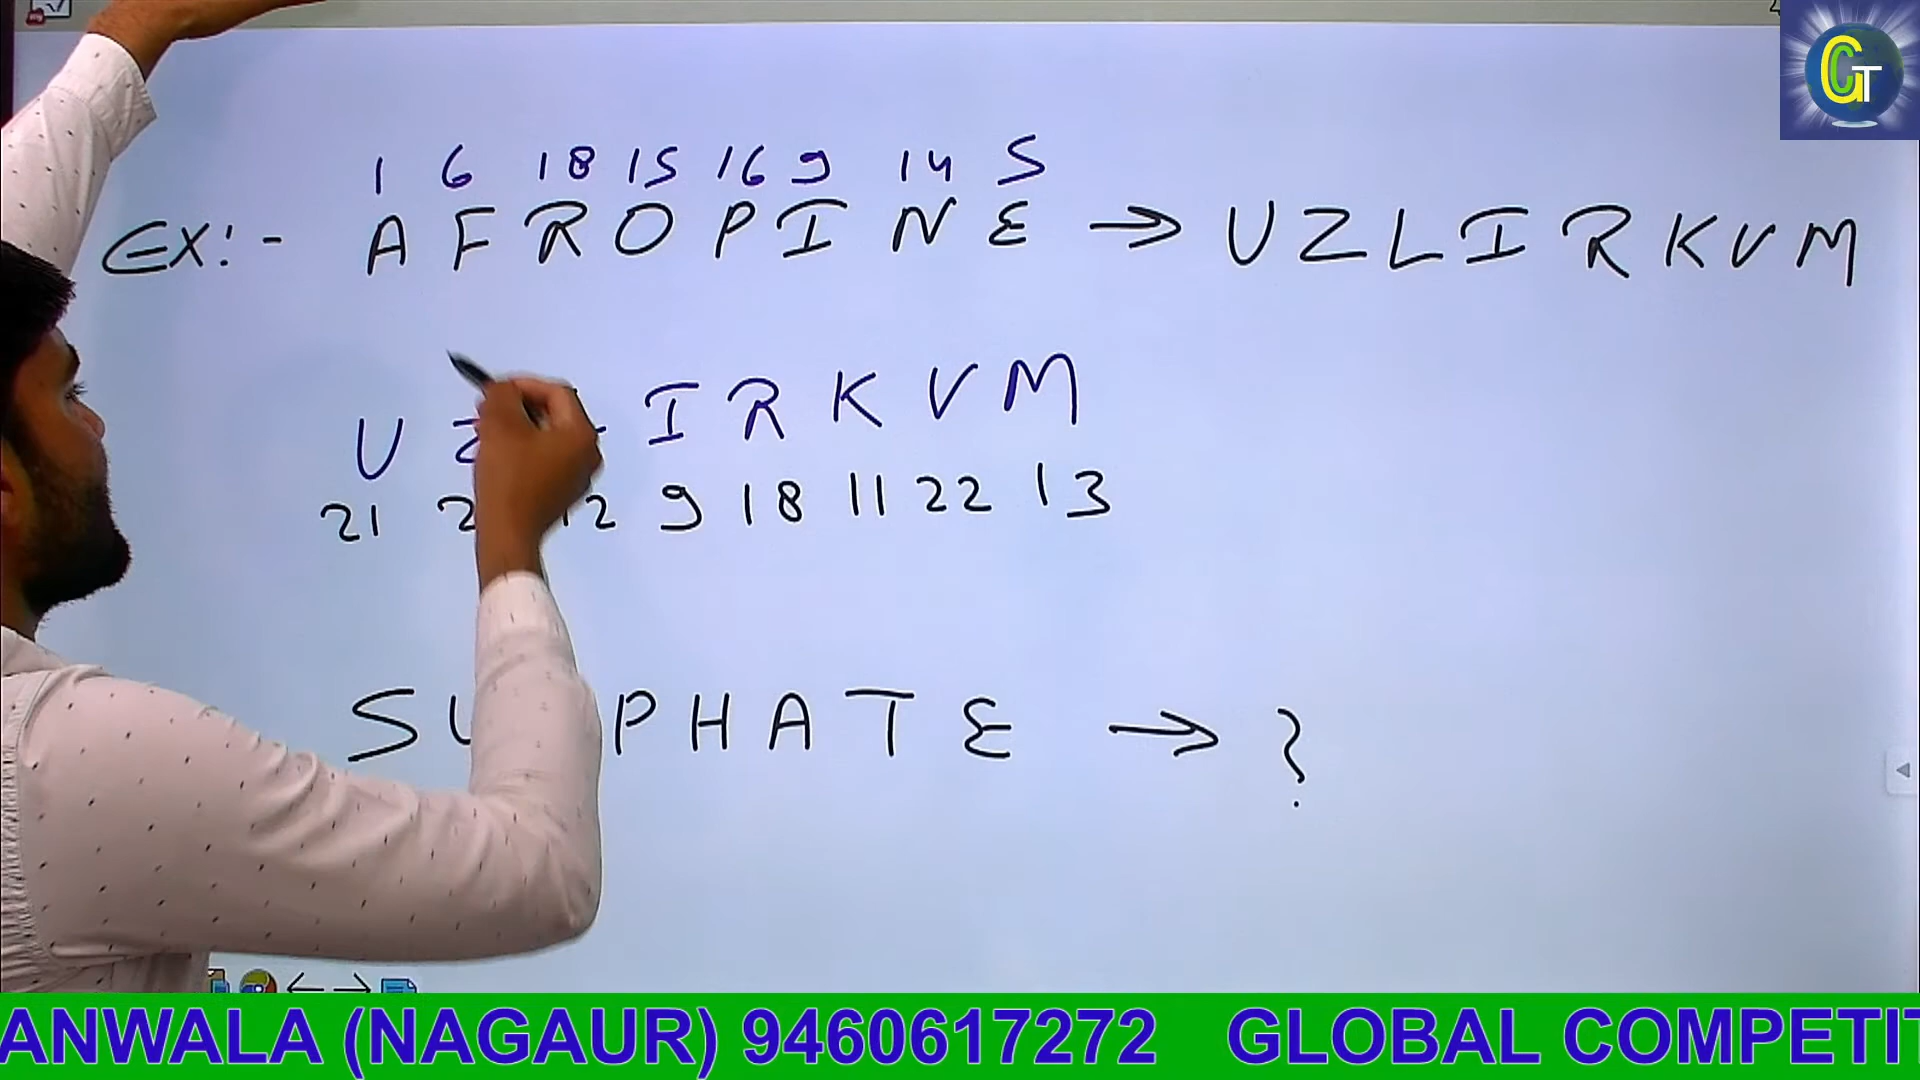 1 6 18 15 16 9 14 5
EX:- AFROPINE → UZLIRKVM
U Z I R K V M
21 2 12 9 18 11 22 13
S PHATE → ?
ANWALA (NAGAUR) 9460617272 GLOBAL COMPETIT
GCT